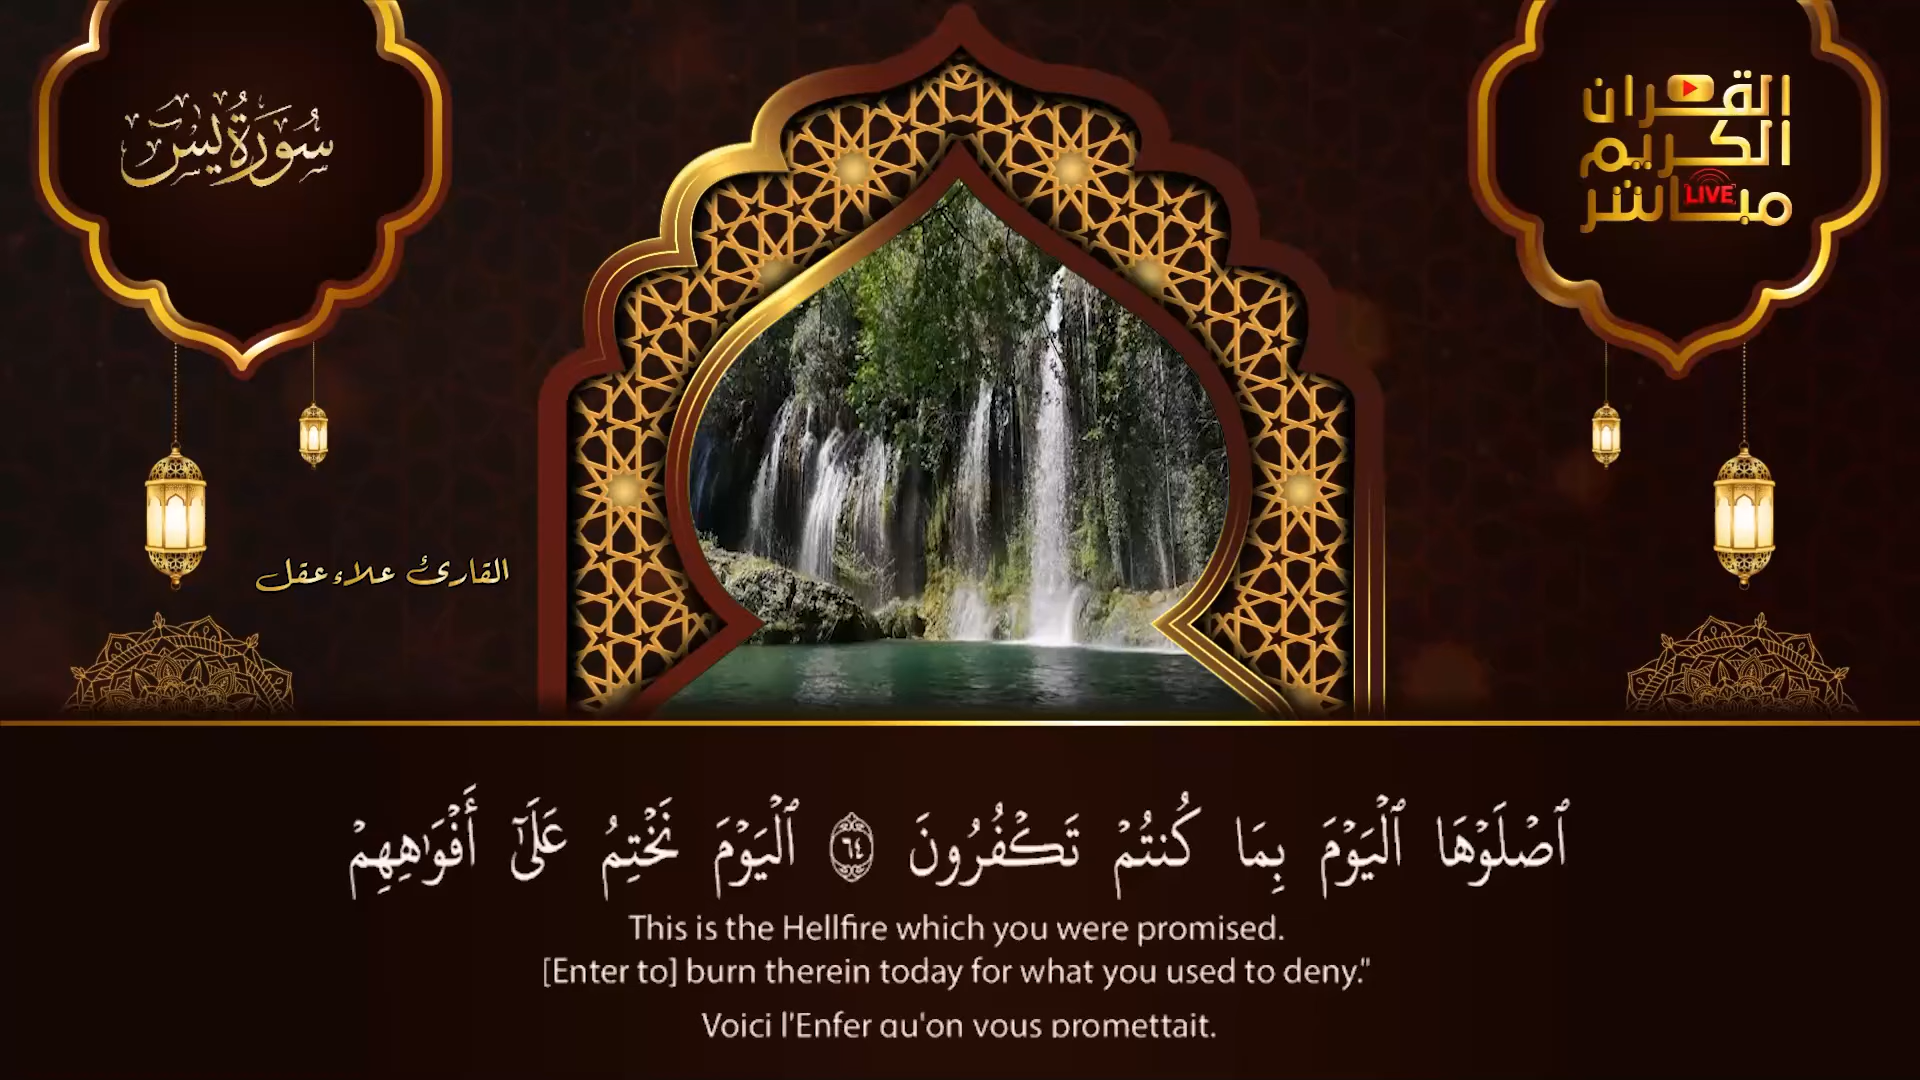 سُورَةُ يسٓ
القران
الكريم
مباشر
LIVE
القارئ علاء عقل
ٱصْلَوْهَا ٱلْيَوْمَ بِمَا كُنتُمْ تَكْفُرُونَ ٦٤ ٱلْيَوْمَ نَخْتِمُ عَلَىٰٓ أَفْوَٰهِهِمْ
This is the Hellfire which you were promised.
[Enter to] burn therein today for what you used to deny."
Voici l'Enfer qu'on vous promettait.